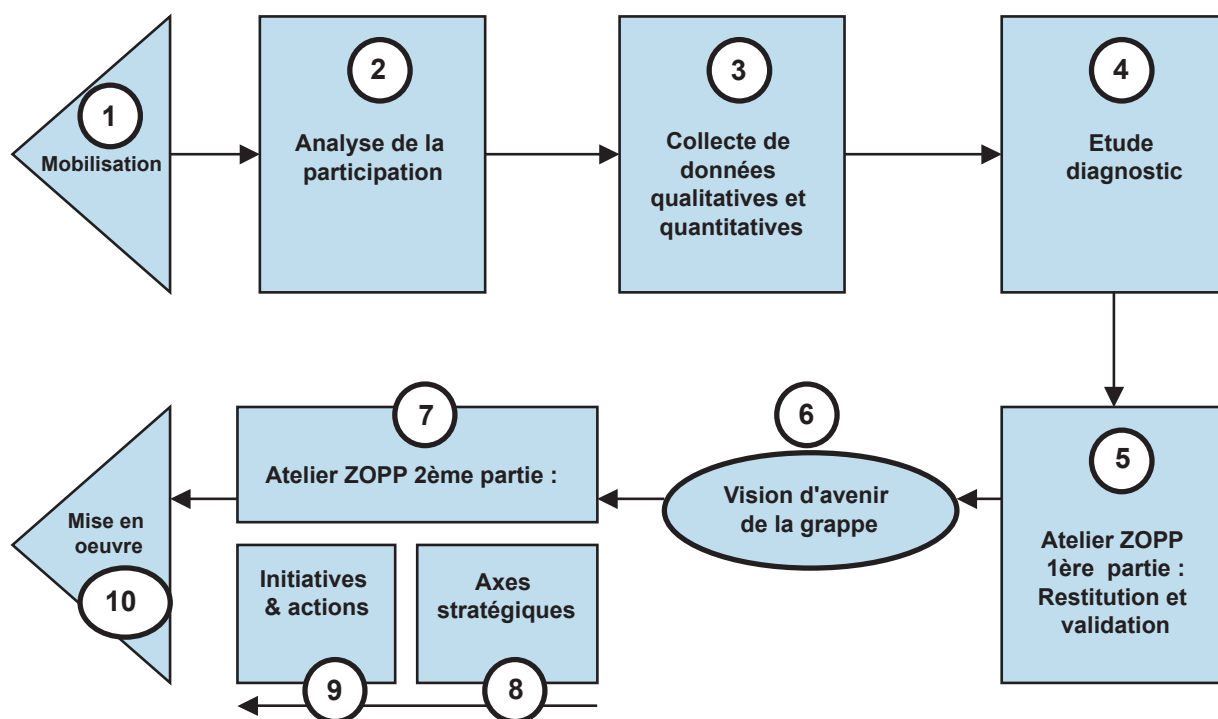 1
Mobilisation
2
Analyse de la
participation
3
Collecte de
données
qualitatives et
quantitatives
4
Etude
diagnostic
5
Atelier ZOPP
1ère partie :
Restitution et
validation
6
Vision d'avenir
de la grappe
7
Atelier ZOPP 2ème partie :
Axes
stratégiques
8
Initiatives
& actions
9
Mise en
oeuvre
10